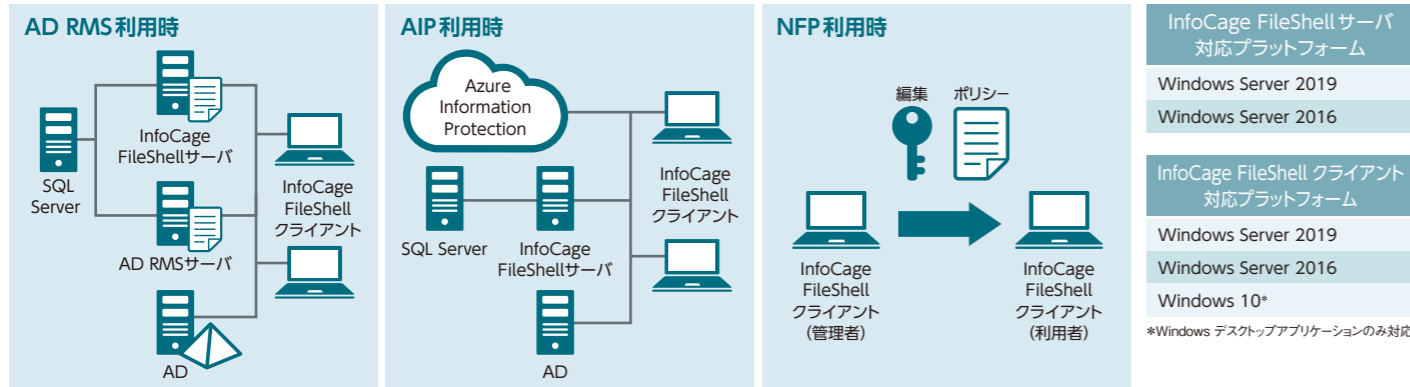 AD RMS利用時
InfoCage
FileShellサーバ
SQL
Server
InfoCage
FileShell
クライアント
AD RMSサーバ
AD
AIP利用時
Azure
Information
Protection
InfoCage
FileShell
クライアント
SQL Server
InfoCage
FileShellサーバ
AD
NFP利用時
編集
ポリシー
InfoCage
FileShell
クライアント
(管理者)
InfoCage
FileShell
クライアント
(利用者)
InfoCage FileShellサーバ
対応プラットフォーム
Windows Server 2019
Windows Server 2016
InfoCage FileShell クライアント
対応プラットフォーム
Windows Server 2019
Windows Server 2016
Windows 10*
*Windows デスクトップアプリケーションのみ対応